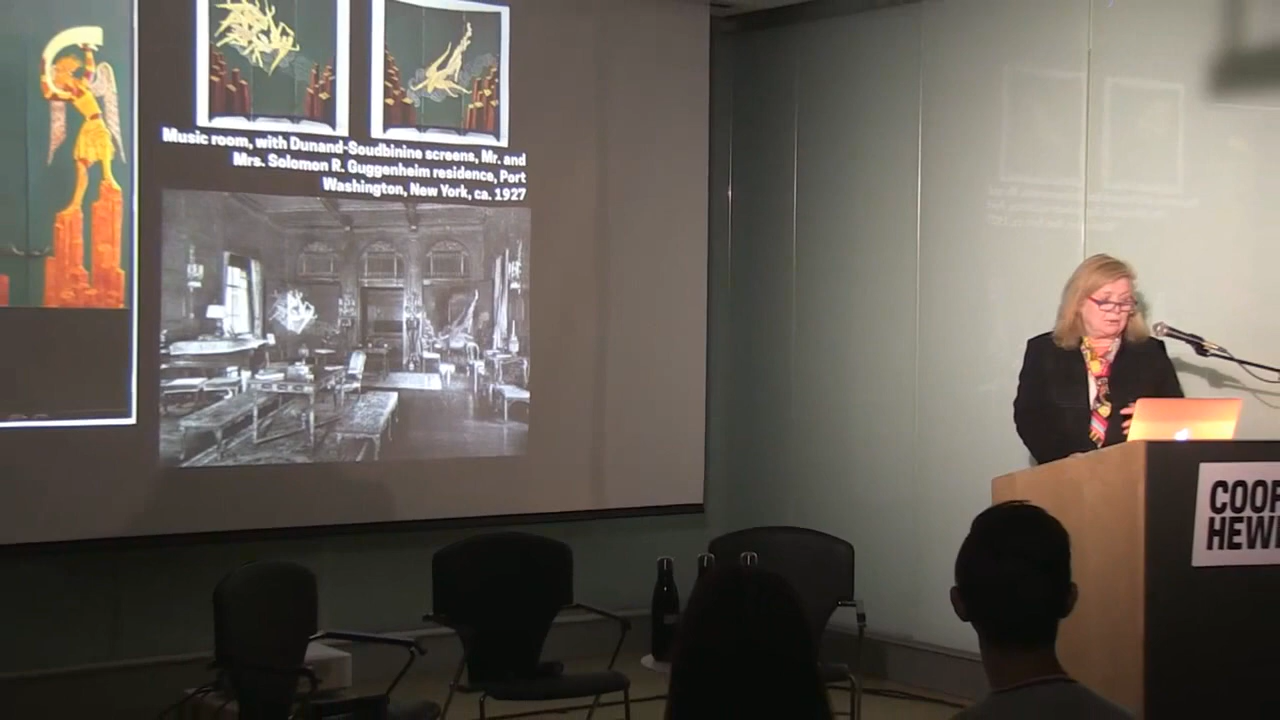 Music room, with Dunand-Soudbinine screens, Mr. and
Mrs. Solomon R. Guggenheim residence, Port
Washington, New York, ca. 1927
COOP
HEW